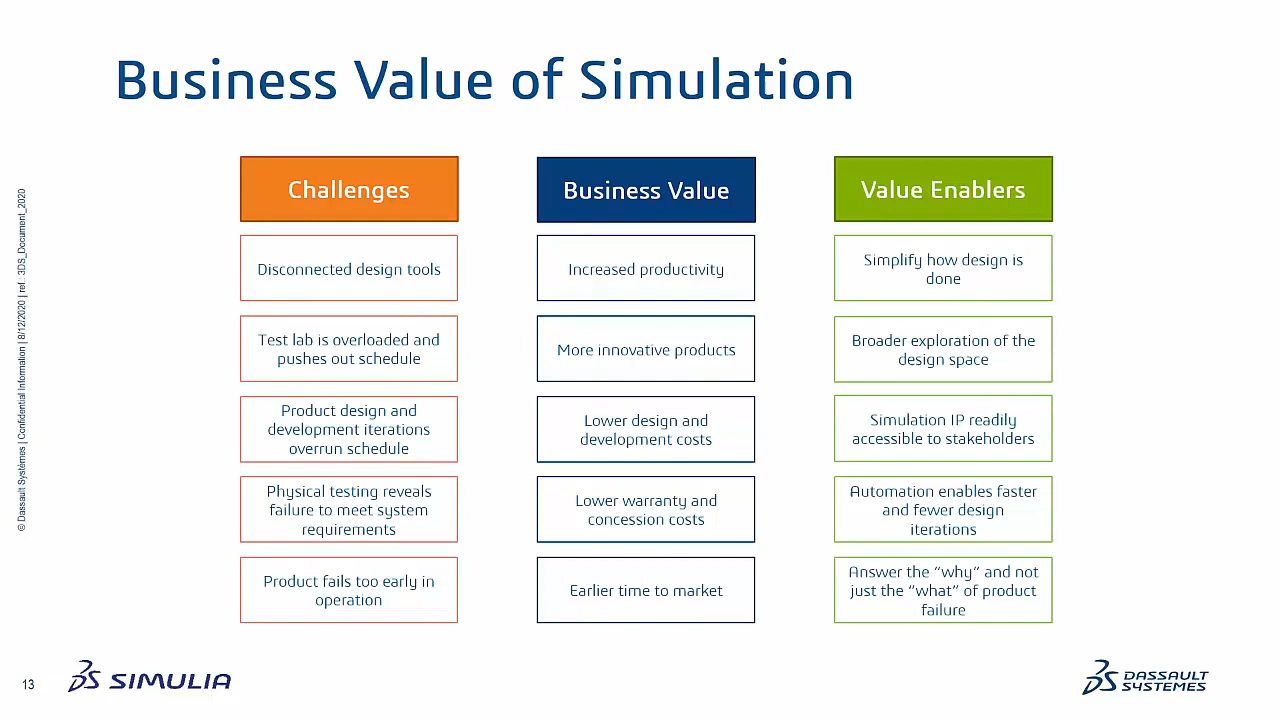 Business Value of Simulation
Challenges
Disconnected design tools
Test lab is overloaded and
pushes out schedule
Product design and
development iterations
overrun schedule
Physical testing reveals
failure to meet system
requirements
Product fails too early in
operation
Business Value
Increased productivity
More innovative products
Lower design and
development costs
Lower warranty and
concession costs
Earlier time to market
Value Enablers
Simplify how design is
done
Broader exploration of the
design space
Simulation IP readily
accessible to stakeholders
Automation enables faster
and fewer design
iterations
Answer the “why” and not
just the “what” of product
failure
© Dassault Systèmes | Confidential Information | 8/12/2020 | ref.: 3DS_Document_2020
13
3DS SIMULIA
3DS DASSAULT
SYSTEMES